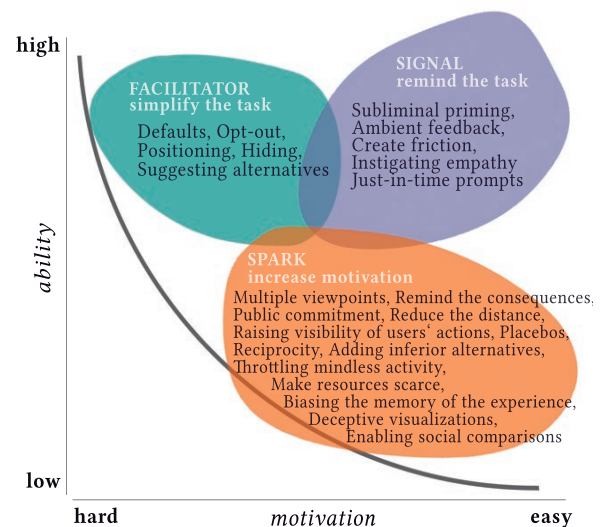 high
ability
low
FACILITATOR
simplify the task
Defaults, Opt-out,
Positioning, Hiding,
Suggesting alternatives
SIGNAL
remind the task
Subliminal priming,
Ambient feedback,
Create friction,
Instigating empathy
Just-in-time prompts
SPARK
increase motivation
Multiple viewpoints, Remind the consequences,
Public commitment, Reduce the distance,
Raising visibility of users‘ actions, Placebos,
Reciprocity, Adding inferior alternatives,
Throttling mindless activity,
Make resources scarce,
Biasing the memory of the experience,
Deceptive visualizations,
Enabling social comparisons
hard motivation easy